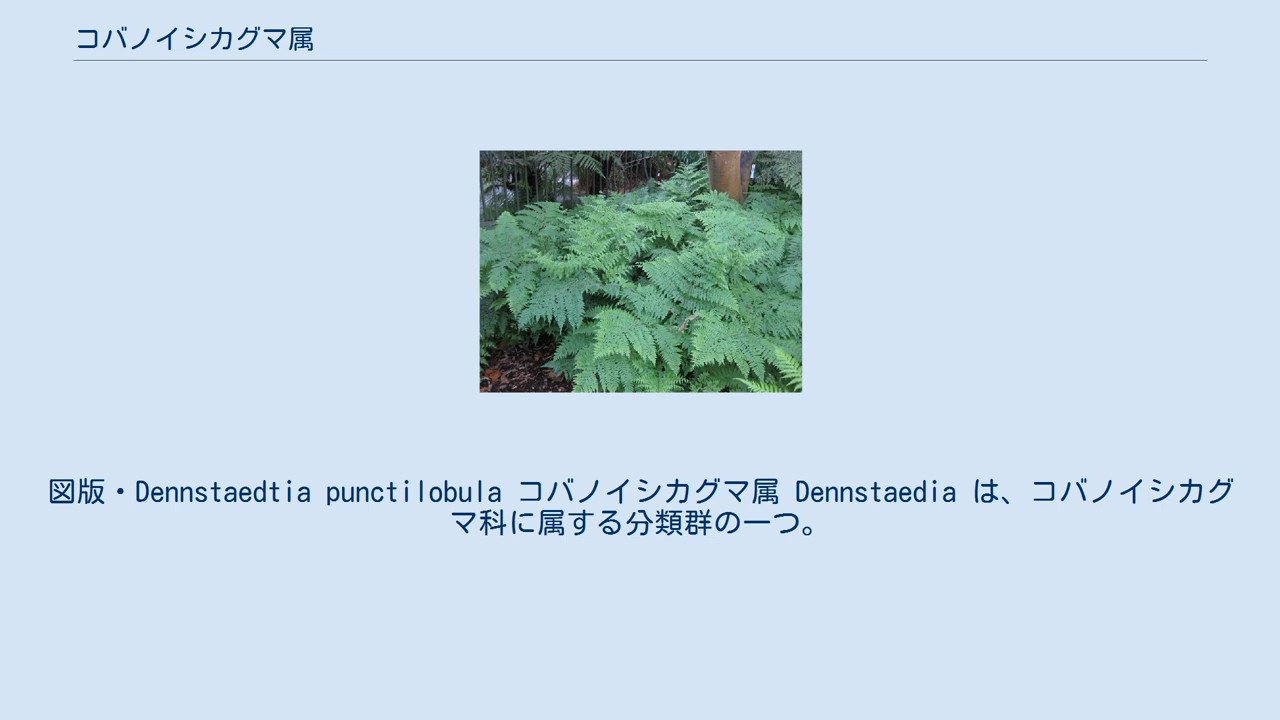 コバノイシカグマ属
図版・Dennstaedtia punctilobula コバノイシカグマ属 Dennstaedia は、コバノイシカグ
マ科に属する分類群の一つ。